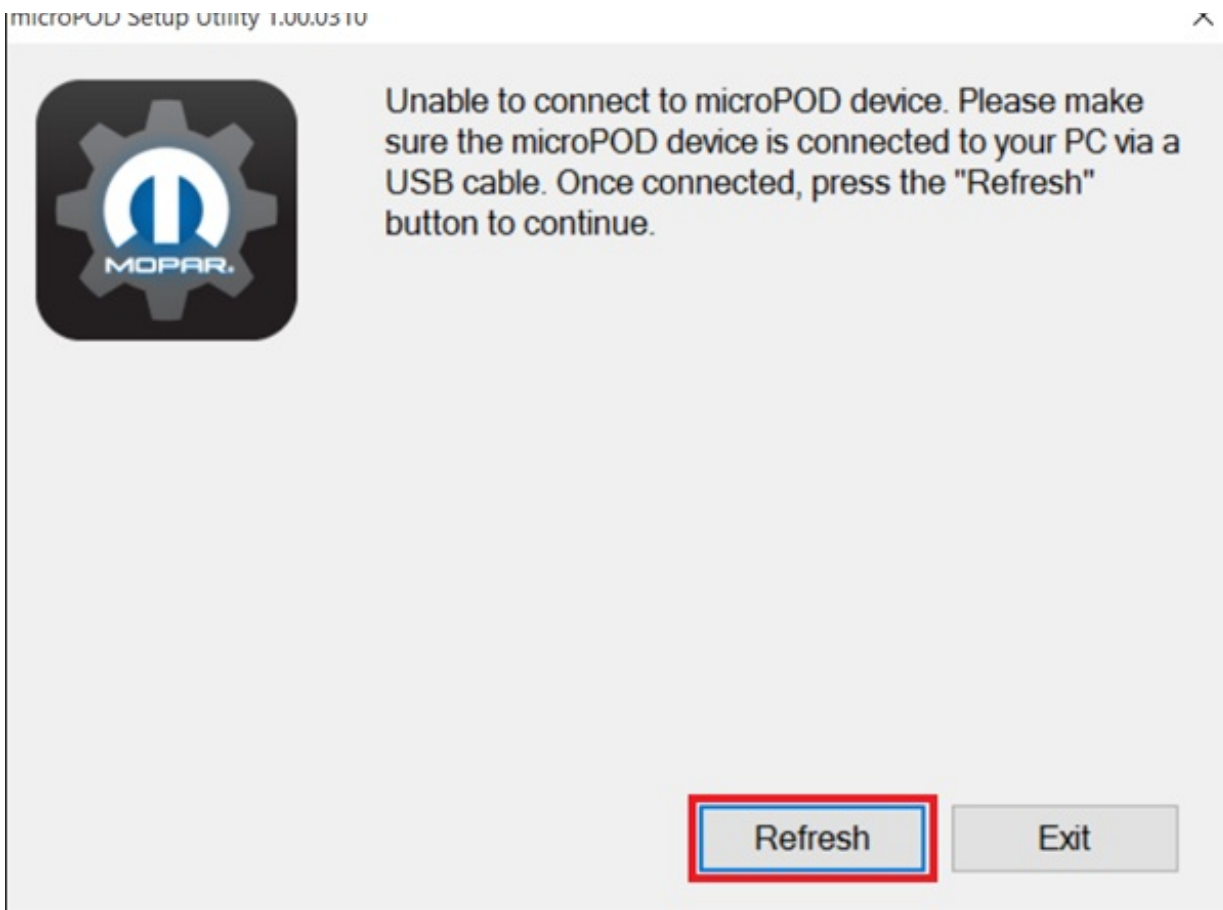 microPOD Setup Utility 1.00.0310
Unable to connect to microPOD device. Please make
sure the microPOD device is connected to your PC via a
USB cable. Once connected, press the "Refresh"
button to continue.
MOPAR.
Refresh
Exit